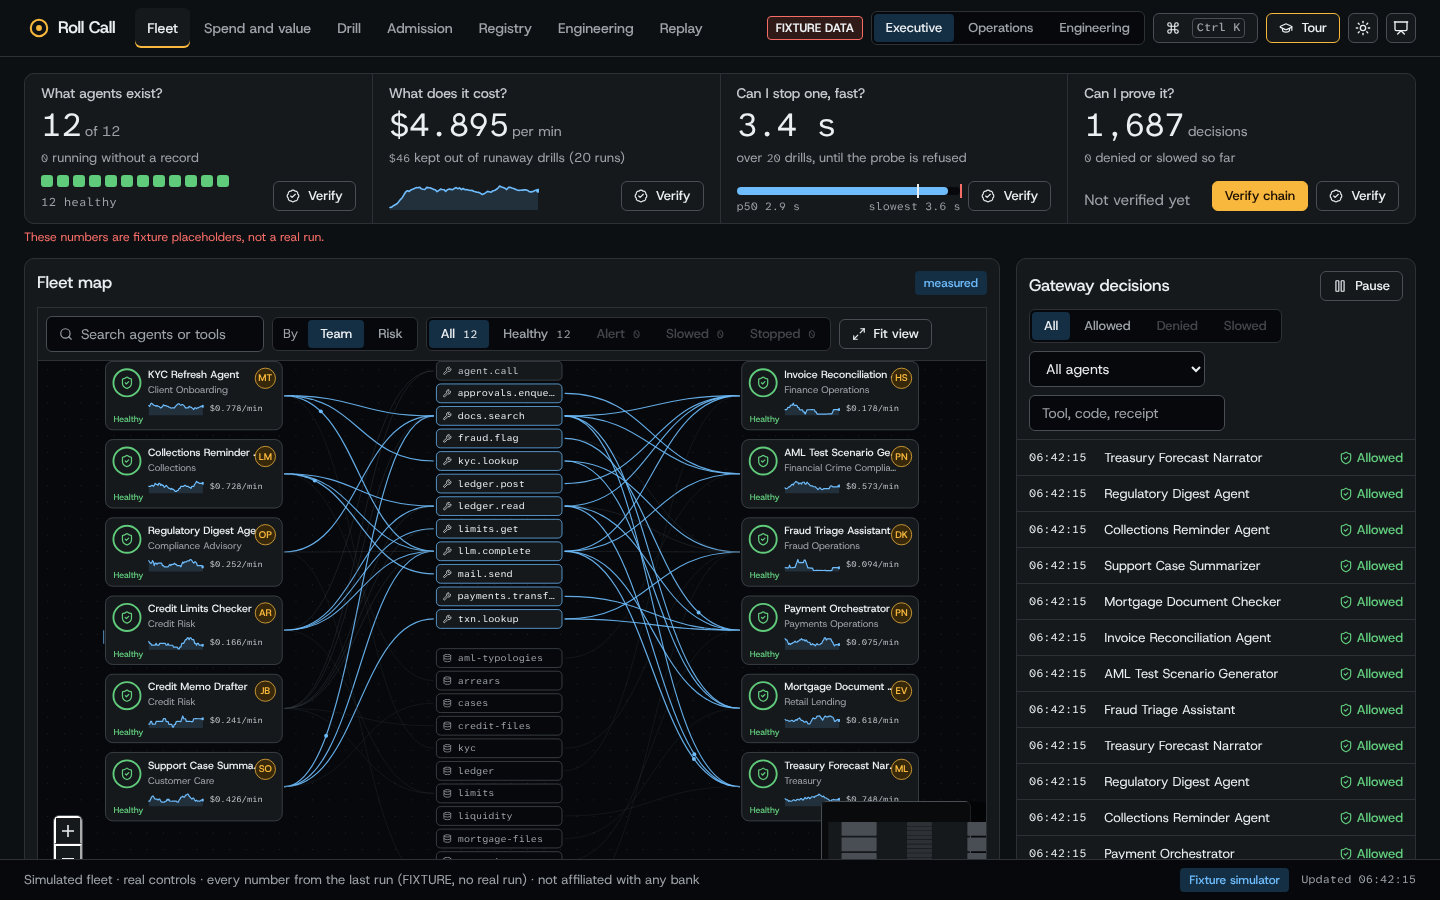 Roll Call
Fleet
Spend and value
Drill
Admission
Registry
Engineering
Replay
FIXTURE DATA
Executive
Operations
Engineering
⌘ Ctrl K
Tour
What agents exist?
12 of 12
0 running without a record
12 healthy
Verify
What does it cost?
$4.895 per min
$46 kept out of runaway drills (20 runs)
Verify
Can I stop one, fast?
3.4 s
over 20 drills, until the probe is refused
p50 2.9 s
slowest 3.6 s
Verify
Can I prove it?
1,687 decisions
0 denied or slowed so far
Not verified yet
Verify chain
Verify
These numbers are fixture placeholders, not a real run.
Fleet map
measured
Search agents or tools
By
Team
Risk
All 12
Healthy 12
Alert 0
Slowed 0
Stopped 0
Fit view
KYC Refresh Agent
MT
Client Onboarding
$0.778/min
Healthy
Collections Reminder
LM
Collections
$0.728/min
Healthy
Regulatory Digest Age
OP
Compliance Advisory
$0.252/min
Healthy
Credit Limits Checker
AR
Credit Risk
$0.166/min
Healthy
Credit Memo Drafter
JB
Credit Risk
$0.241/min
Healthy
Support Case Summa.
SO
Customer Care
$0.426/min
Healthy
agent.call
approvals.enque…
docs.search
fraud.flag
kyc.lookup
ledger.post
ledger.read
limits.get
llm.complete
mail.send
payments.transf…
txn.lookup
aml-typologies
arrears
cases
credit-files
kyc
ledger
limits
liquidity
mortgage-files
Invoice Reconciliation
HS
Finance Operations
$0.178/min
Healthy
AML Test Scenario Ge
PN
Financial Crime Complia…
$0.573/min
Healthy
Fraud Triage Assistant
DK
Fraud Operations
$0.094/min
Healthy
Payment Orchestrator
PN
Payments Operations
$0.075/min
Healthy
Mortgage Document ..
EV
Retail Lending
$0.618/min
Healthy
Treasury Forecast Nar.
ML
Treasury
$0.748/min
Healthy
Gateway decisions
Pause
All
Allowed
Denied
Slowed
All agents
Tool, code, receipt
06:42:15 Treasury Forecast Narrator Allowed
06:42:15 Regulatory Digest Agent Allowed
06:42:15 Collections Reminder Agent Allowed
06:42:15 Support Case Summarizer Allowed
06:42:15 Mortgage Document Checker Allowed
06:42:15 Invoice Reconciliation Agent Allowed
06:42:15 AML Test Scenario Generator Allowed
06:42:15 Fraud Triage Assistant Allowed
06:42:15 Treasury Forecast Narrator Allowed
06:42:15 Regulatory Digest Agent Allowed
06:42:15 Collections Reminder Agent Allowed
06:42:15 Payment Orchestrator Allowed
Simulated fleet · real controls · every number from the last run (FIXTURE, no real run) · not affiliated with any bank
Fixture simulator
Updated 06:42:15